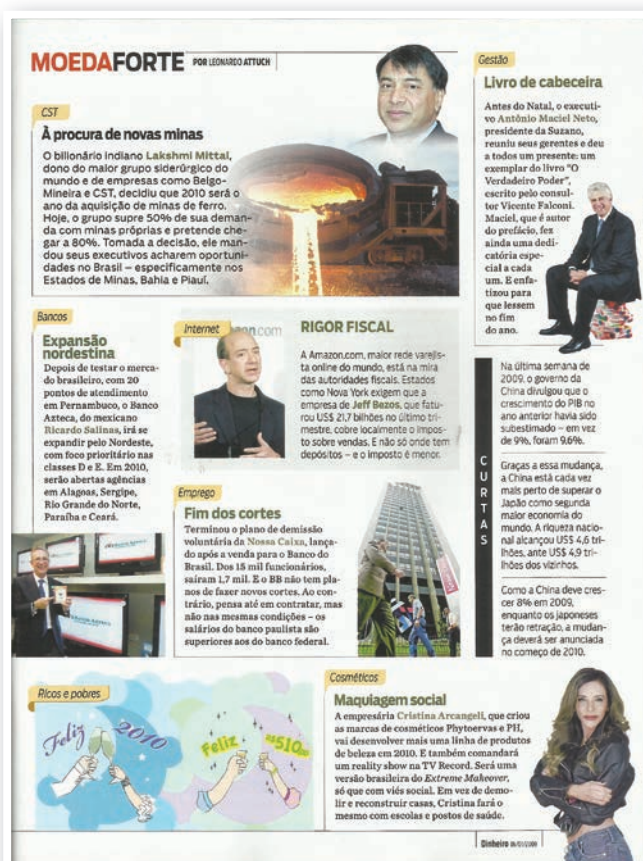 MOEDAFORTE POR LEONARDO ATTUCH
CST
À procura de novas minas
O bilionário indiano Lakshmi Mittal,
dono do maior grupo siderúrgico do
mundo e de empresas como Belgo-
Mineira e CST, decidiu que 2010 será o
ano da aquisição de minas de ferro.
Hoje, o grupo supre 50% de sua deman-
da com minas próprias e pretende che-
gar a 80%. Tomada a decisão, ele man-
dou seus executivos acharem oportuni-
dades no Brasil – especificamente nos
Estados de Minas, Bahia e Piauí.
Gestão
Livro de cabeceira
Antes do Natal, o executi-
vo Antônio Maciel Neto,
presidente da Suzano,
reuniu seus gerentes e deu
a todos um presente: um
exemplar do livro "O
Verdadeiro Poder",
escrito pelo consul-
tor Vicente Falconi.
Maciel, que é autor
do prefácio, fez
ainda uma dedi-
catória espe-
cial a cada
um. E enfa-
tizou para
que lessem
no fim
do ano.
Bancos
Expansão
nordestina
Depois de testar o merca-
do brasileiro, com 20
pontos de atendimento
em Pernambuco, o Banco
Azteca, do mexicano
Ricardo Salinas, irá se
expandir pelo Nordeste,
com foco prioritário nas
classes D e E. Em 2010,
serão abertas agências
em Alagoas, Sergipe,
Rio Grande do Norte,
Paraíba e Ceará.
Internet
zon.com
RIGOR FISCAL
A Amazon.com, maior rede varejis-
ta online do mundo, está na mira
das autoridades fiscais. Estados
como Nova York exigem que a
empresa de Jeff Bezos, que fatu-
rou US$ 21,7 bilhões no último tri-
mestre, cobre localmente o impos-
to sobre vendas. E não só onde tem
depósitos – e o imposto é menor.
Emprego
Fim dos cortes
Terminou o plano de demissão
voluntária da Nossa Caixa, lança-
do após a venda para o Banco do
Brasil. Dos 15 mil funcionários,
saíram 1,7 mil. E o BB não tem pla-
nos de fazer novos cortes. Ao con-
trário, pensa até em contratar, mas
não nas mesmas condições – os
salários do banco paulista são
superiores aos do banco federal.
CURTAS
Na última semana de
2009, o governo da
China divulgou que o
crescimento do PIB no
ano anterior havia sido
subestimado – em vez
de 9%, foram 9,6%.
Graças a essa mudança,
a China está cada vez
mais perto de superar o
Japão como segunda
maior economia do
mundo. A riqueza nacio-
nal alcançou US$ 4,6 tri-
lhões, ante US$ 4,9 tri-
lhões dos vizinhos.
Como a China deve cres-
cer 8% em 2009,
enquanto os japoneses
terão retração, a mudan-
ça deverá ser anunciada
no começo de 2010.
Ricos e pobres
Feliz 2010
Feliz R$510,00
Cosméticos
Maquiagem social
A empresária Cristina Arcangeli, que criou
as marcas de cosméticos Phytoervas e PH,
vai desenvolver mais uma linha de produtos
de beleza em 2010. E também comandará
um reality show na TV Record. Será uma
versão brasileira do Extreme Makeover,
só que com viés social. Em vez de demo-
lir e reconstruir casas, Cristina fará o
mesmo com escolas e postos de saúde.
Dinheiro